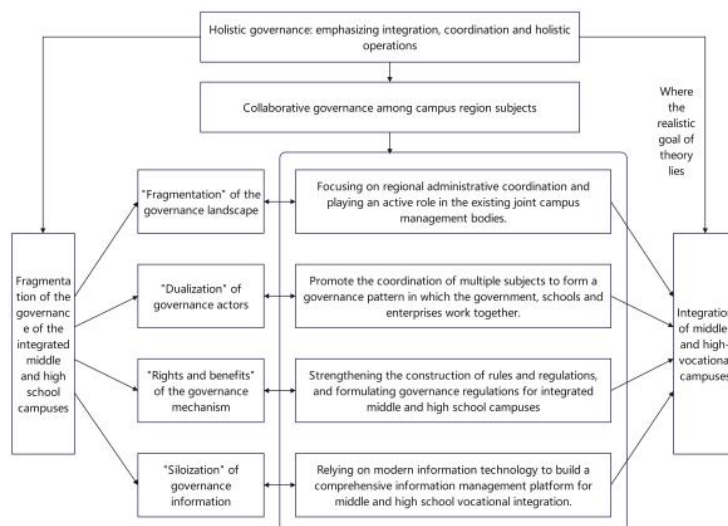 Holistic governance: emphasizing integration, coordination and holistic
operations
Collaborative governance among campus region subjects
Where
the
realistic
goal of
theory
lies
"Fragmentation" of the
governance landscape
Focusing on regional administrative coordination and
playing an active role in the existing joint campus
management bodies.
Fragmenta
tion of the
governanc
e of the
integrated
middle
and high
school
campuses
"Dualization" of
governance actors
Promote the coordination of multiple subjects to form a
governance pattern in which the government, schools and
enterprises work together.
Integration
of middle
and high-
vocational
campuses
"Rights and benefits"
of the governance
mechanism
Strengthening the construction of rules and regulations,
and formulating governance regulations for integrated
middle and high school campuses
"Siloization" of
governance
information
Relying on modern information technology to build a
comprehensive information management platform for
middle and high school vocational integration.